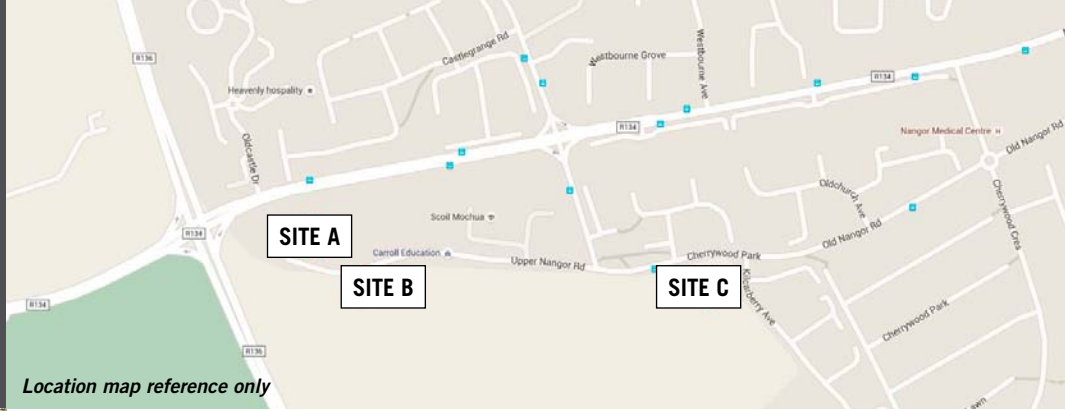 R136
Castlegrange Rd
Westbourne Grove
Westbourne Ave
Heavenly hospality
R134
R134
Nangor Medical Centre
Old Nangor Rd
Oldcastle Dr
Oldchurch Ave
Cherrywood Cres
Scoil Mochua
R134
SITE A
Old Nangor Rd
Carroll Education
Upper Nangor Rd
Cherrywood Park
SITE B
SITE C
Kilcarberry Ave
R134
Cherrywood Park
R136
Location map reference only